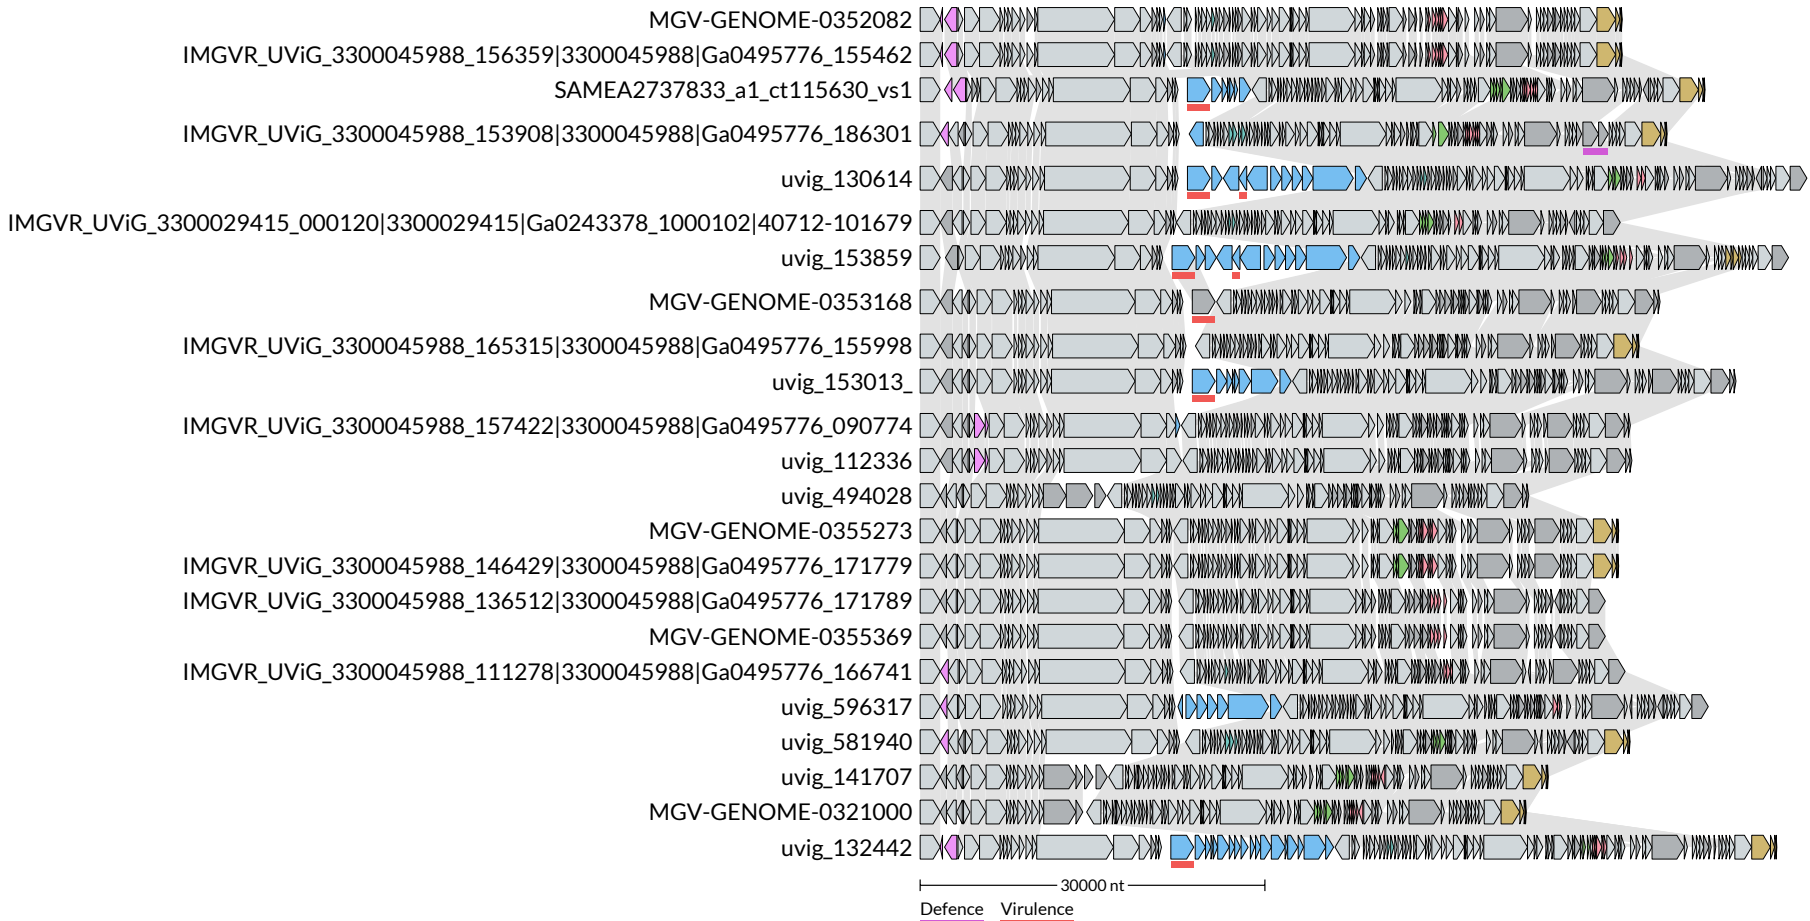 MGV-GENOME-0352082
IMGVR_UViG_3300045988_156359|3300045988|Ga0495776_155462
SAMEA2737833_a1_ct115630_vs1
IMGVR_UViG_3300045988_153908|3300045988|Ga0495776_186301
uvig_130614
IMGVR_UViG_3300029415_000120|3300029415|Ga0243378_1000102|40712-101679
uvig_153859
MGV-GENOME-0353168
IMGVR_UViG_3300045988_165315|3300045988|Ga0495776_155998
uvig_153013_
IMGVR_UViG_3300045988_157422|3300045988|Ga0495776_090774
uvig_112336
uvig_494028
MGV-GENOME-0355273
IMGVR_UViG_3300045988_146429|3300045988|Ga0495776_171779
IMGVR_UViG_3300045988_136512|3300045988|Ga0495776_171789
MGV-GENOME-0355369
IMGVR_UViG_3300045988_111278|3300045988|Ga0495776_166741
uvig_596317
uvig_581940
uvig_141707
MGV-GENOME-0321000
uvig_132442
30000 nt
Defence Virulence